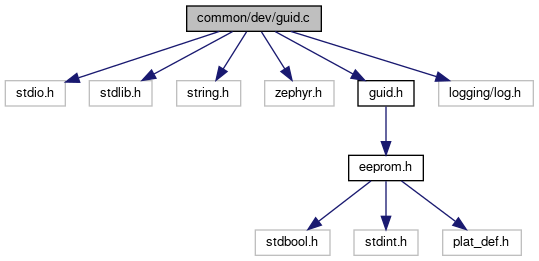 common/dev/guid.c
stdio.h
stdlib.h
string.h
zephyr.h
guid.h
logging/log.h
eeprom.h
stdbool.h
stdint.h
plat_def.h